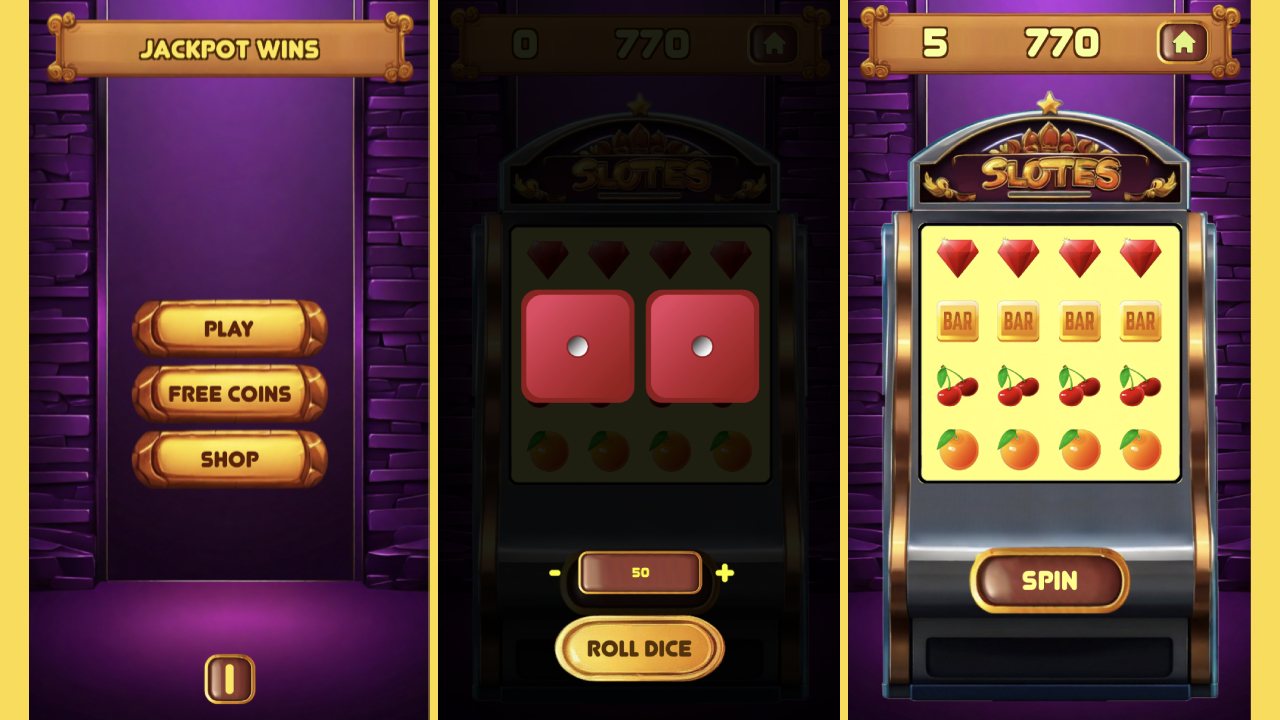 JACKPOT WINS
PLAY
FREE COINS
SHOP
I
0 770
SLOTES
- 50 +
ROLL DICE
5 770
SLOTES
BAR BAR BAR BAR
SPIN